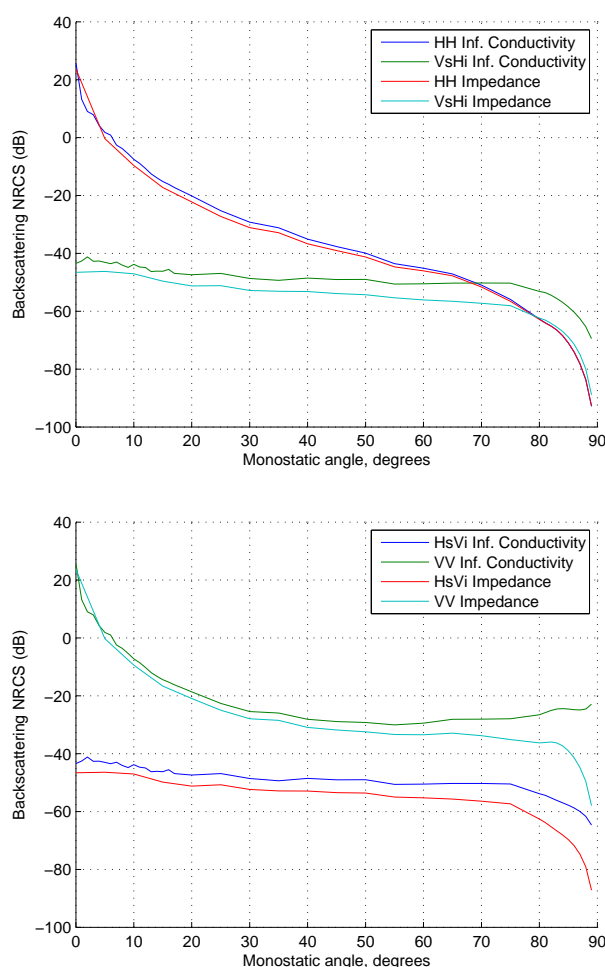 40
20
0
−20
−40
−60
−80
−100
Backscattering NRCS (dB)
HH Inf. Conductivity
VsHi Inf. Conductivity
HH Impedance
VsHi Impedance
0 10 20 30 40 50 60 70 80 90
Monostatic angle, degrees
40
20
0
−20
−40
−60
−80
−100
Backscattering NRCS (dB)
HsVi Inf. Conductivity
VV Inf. Conductivity
HsVi Impedance
VV Impedance
0 10 20 30 40 50 60 70 80 90
Monostatic angle, degrees